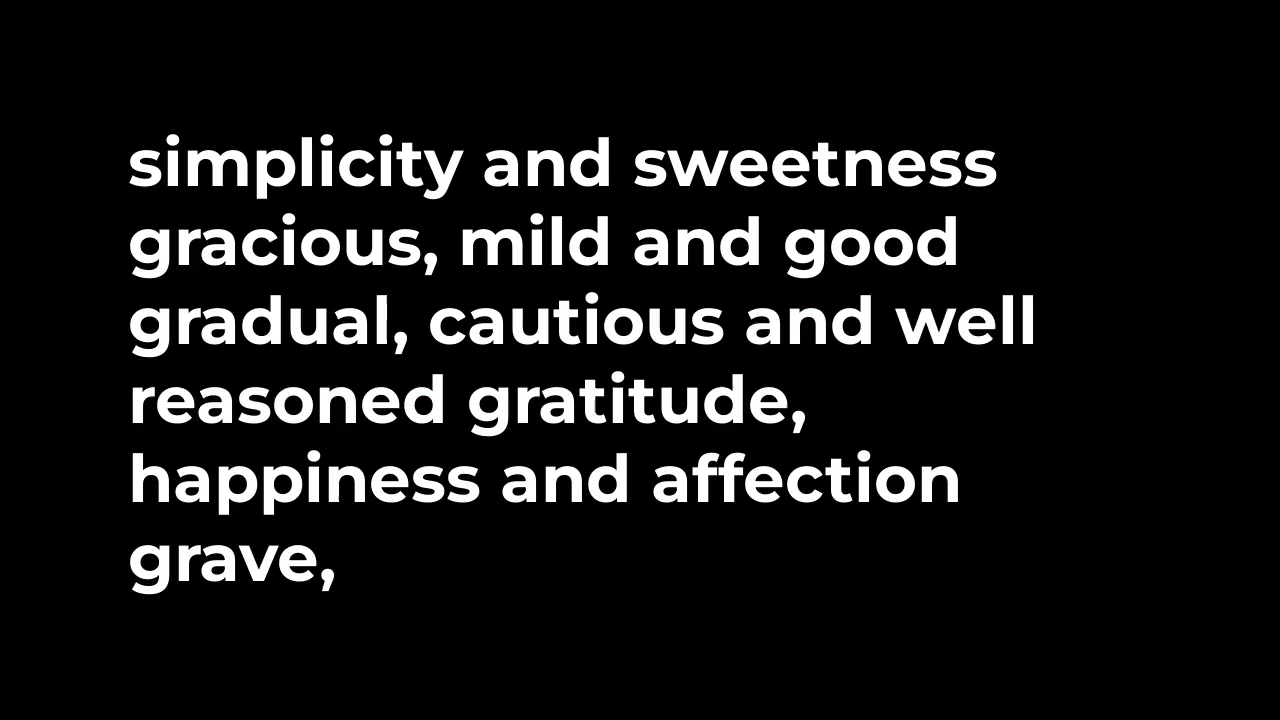 simplicity and sweetness
gracious, mild and good
gradual, cautious and well
reasoned gratitude,
happiness and affection
grave,